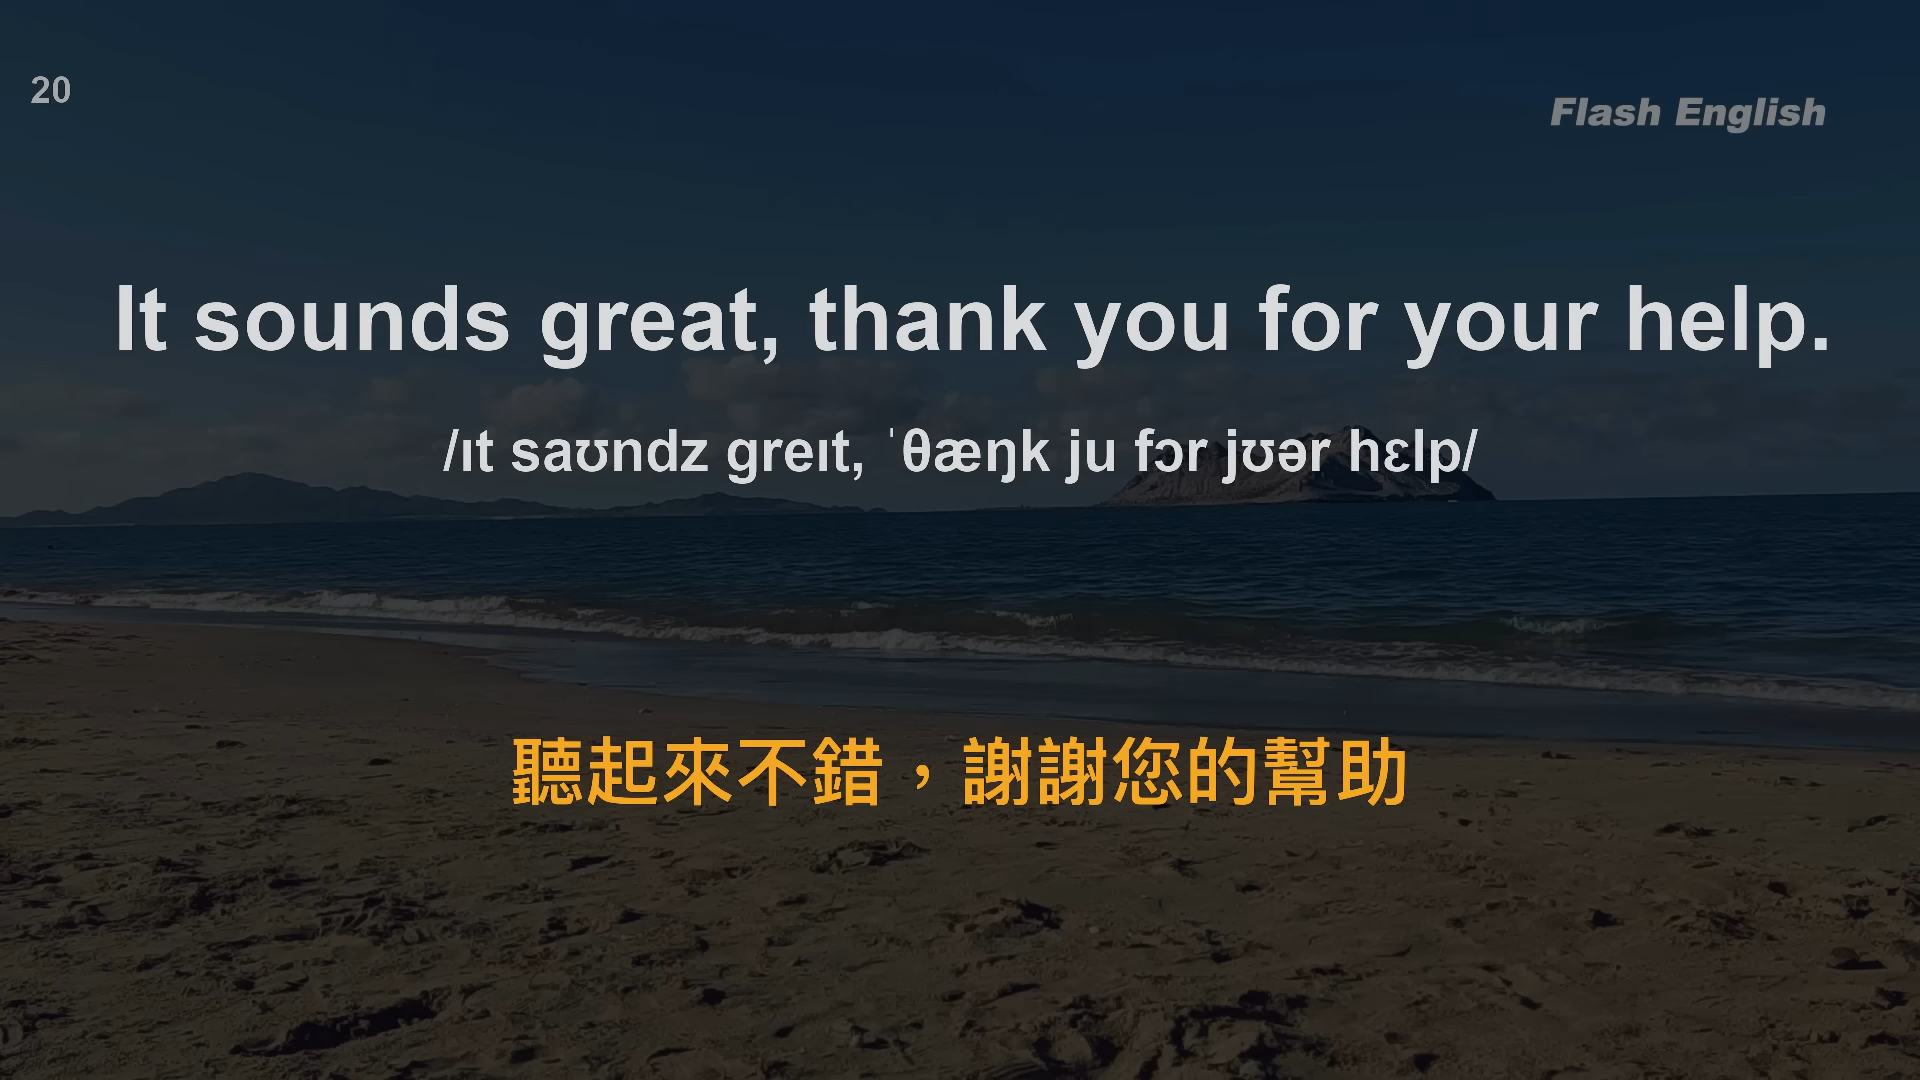 20
Flash English
It sounds great, thank you for your help.
/ɪt saʊndz greɪt, ˈθæŋk ju fɔr jʊər hɛlp/
聽起來不錯，謝謝您的幫助